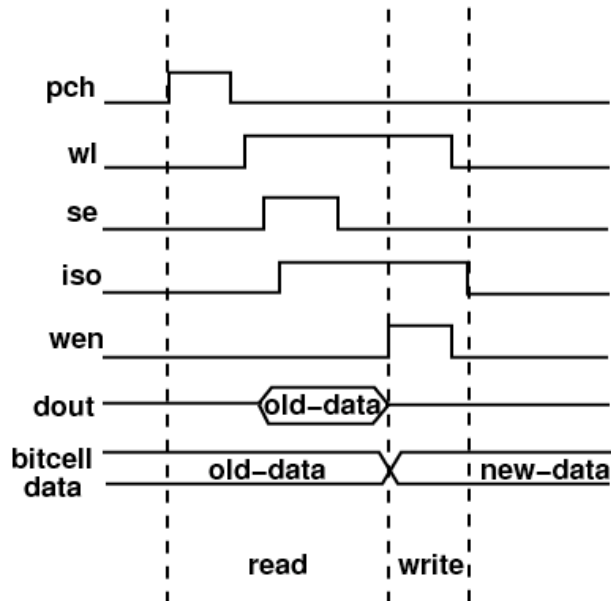 pch
wl
se
iso
wen
dout old-data
bitcell
data old-data new-data
read write